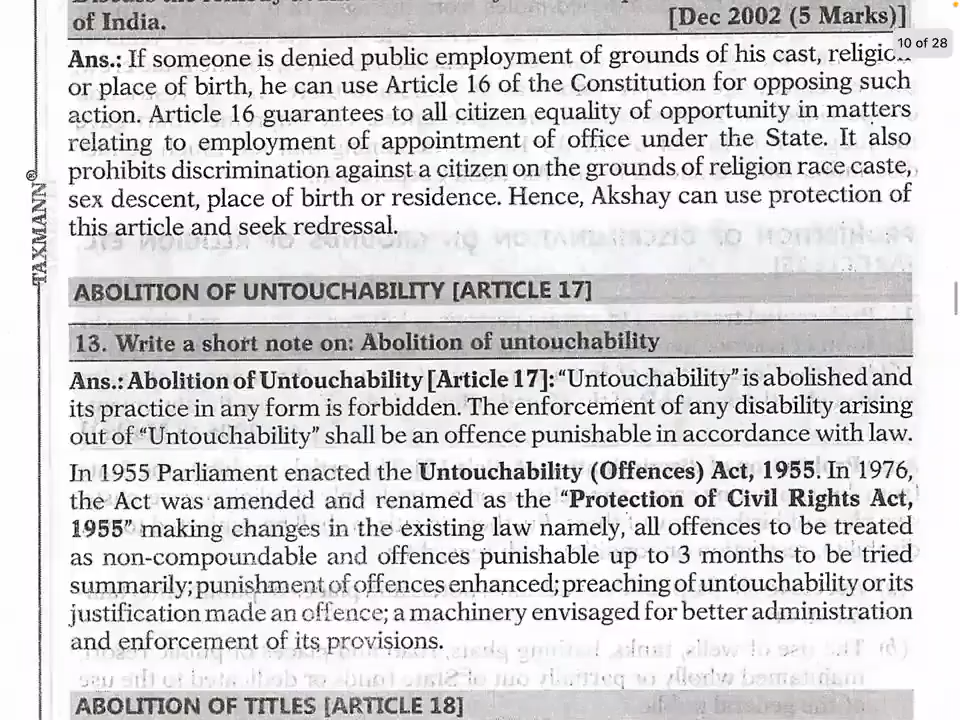 of India. [Dec 2002 (5 Marks)]
10 of 28
Ans.: If someone is denied public employment of grounds of his cast, religion
or place of birth, he can use Article 16 of the Constitution for opposing such
action. Article 16 guarantees to all citizen equality of opportunity in matters
relating to employment of appointment of office under the State. It also
prohibits discrimination against a citizen on the grounds of religion race caste,
sex descent, place of birth or residence. Hence, Akshay can use protection of
this article and seek redressal.
TAXMANN®
ABOLITION OF UNTOUCHABILITY [ARTICLE 17]
13. Write a short note on: Abolition of untouchability
Ans.: Abolition of Untouchability [Article 17]: “Untouchability” is abolished and
its practice in any form is forbidden. The enforcement of any disability arising
out of “Untouchability” shall be an offence punishable in accordance with law.
In 1955 Parliament enacted the Untouchability (Offences) Act, 1955. In 1976,
the Act was amended and renamed as the “Protection of Civil Rights Act,
1955” making changes in the existing law namely, all offences to be treated
as non-compoundable and offences punishable up to 3 months to be tried
summarily; punishment of offences enhanced; preaching of untouchability or its
justification made an offence; a machinery envisaged for better administration
and enforcement of its provisions.
ABOLITION OF TITLES [ARTICLE 18]